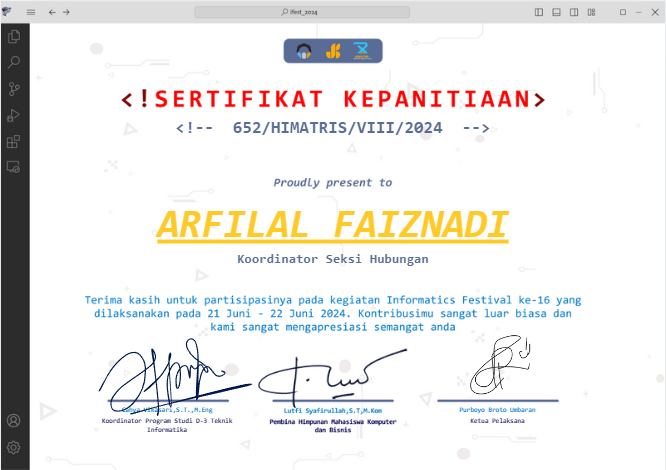 ifest_2024
<!SERTIFIKAT KEPANITIAAN>
<!-- 652/HIMATRIS/VIII/2024 -->
Proudly present to
ARFILAL FAIZNADI
Koordinator Seksi Hubungan
Terima kasih untuk partisipasinya pada kegiatan Informatics Festival ke-16 yang
dilaksanakan pada 21 Juni - 22 Juni 2024. Kontribusimu sangat luar biasa dan
kami sangat mengapresiasi semangat anda
S.T.,M.Eng
Koordinator Program Studi D-3 Teknik
Informatika
Lutfi Syafirullah,S.T,M.Kom
Pembina Himpunan Mahasiswa Komputer
dan Bisnis
Purboyo Broto Umbaran
Ketua Pelaksana